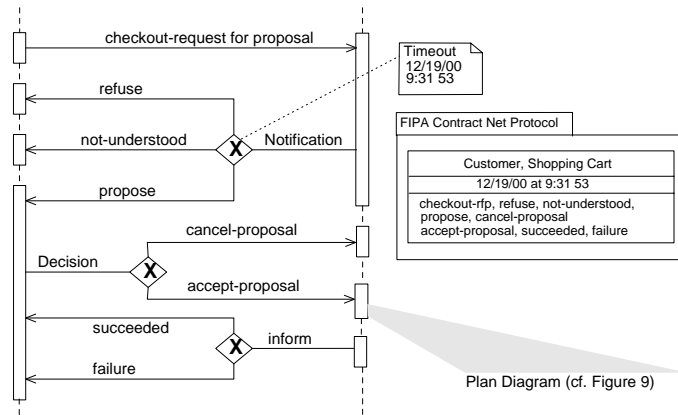 checkout-request for proposal
Timeout
12/19/00
9:31 53
refuse
FIPA Contract Net Protocol
not-understood
X
Notification
Customer, Shopping Cart
12/19/00 at 9:31 53
propose
checkout-rfp, refuse, not-understood,
propose, cancel-proposal
accept-proposal, succeeded, failure
cancel-proposal
Decision
X
accept-proposal
succeeded
X
inform
failure
Plan Diagram (cf. Figure 9)